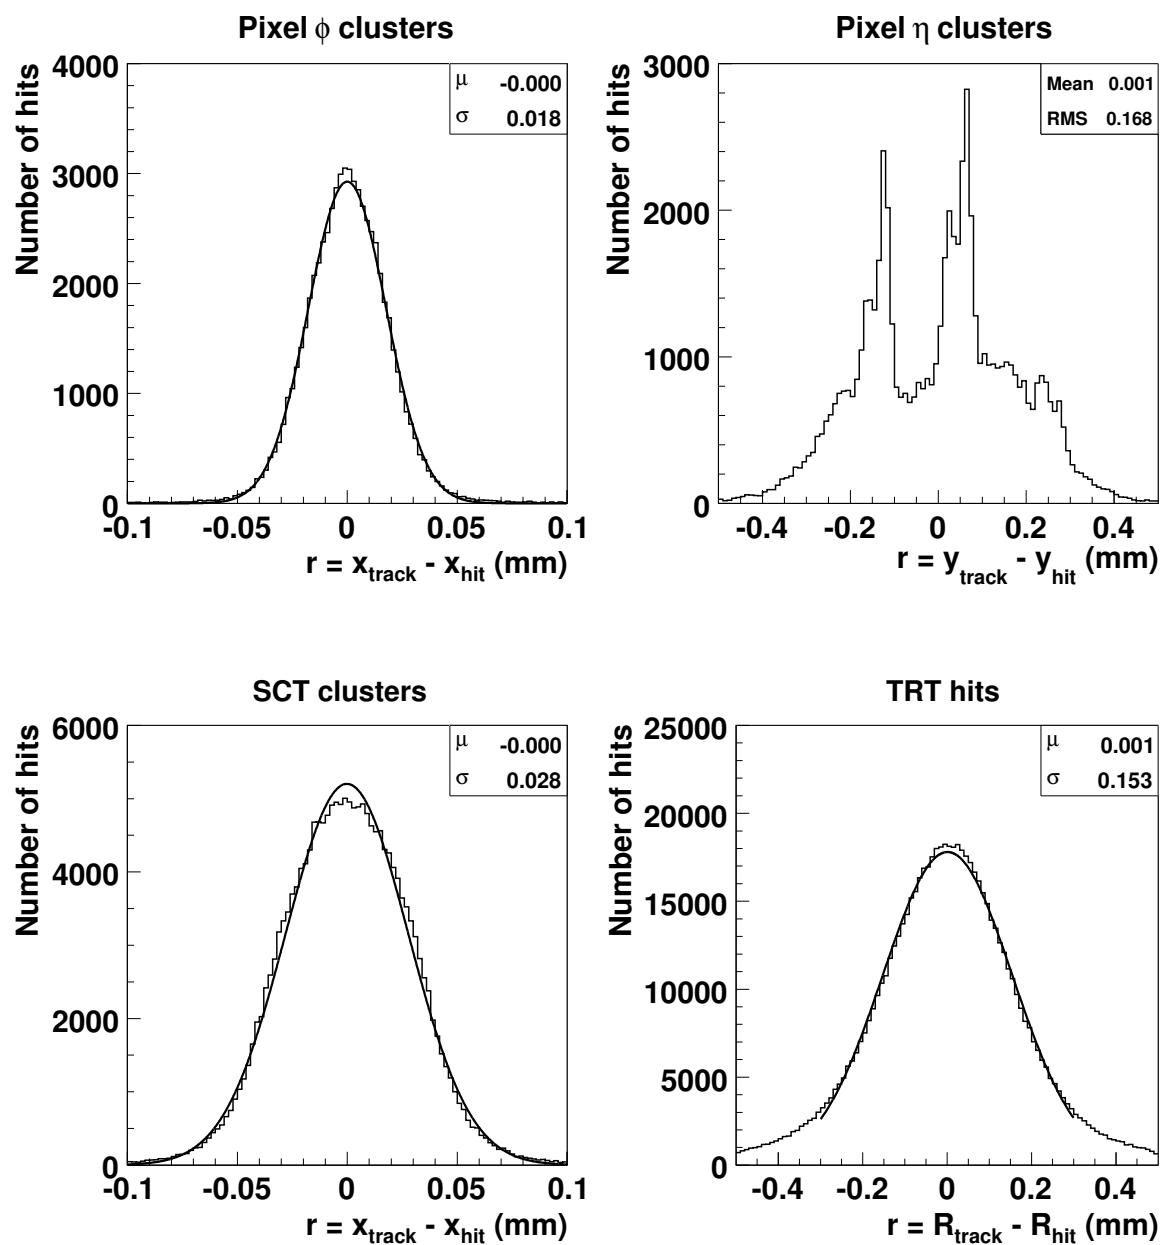 Pixel ϕ clusters
Number of hits
4000
3000
2000
1000
0
μ -0.000
σ 0.018
-0.1 -0.05 0 0.05 0.1
r = x_track - x_hit (mm)
Pixel η clusters
Number of hits
3000
2000
1000
0
Mean 0.001
RMS 0.168
-0.4 -0.2 0 0.2 0.4
r = y_track - y_hit (mm)
SCT clusters
Number of hits
6000
4000
2000
0
μ -0.000
σ 0.028
-0.1 -0.05 0 0.05 0.1
r = x_track - x_hit (mm)
TRT hits
Number of hits
25000
20000
15000
10000
5000
0
μ 0.001
σ 0.153
-0.4 -0.2 0 0.2 0.4
r = R_track - R_hit (mm)